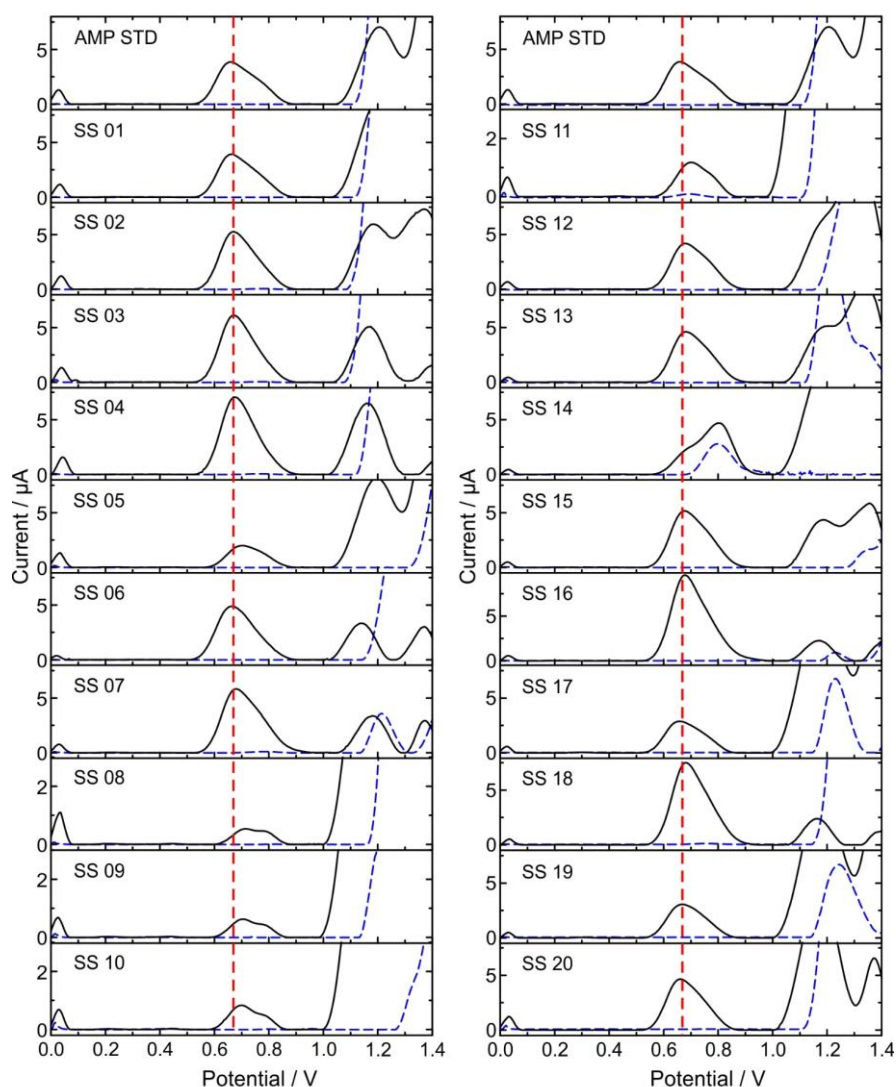 AMP STD
5
0
SS 01
5
0
SS 02
5
0
SS 03
5
0
SS 04
5
0
SS 05
5
0
SS 06
5
0
SS 07
5
0
SS 08
2
0
SS 09
2
0
SS 10
2
0
0.0 0.2 0.4 0.6 0.8 1.0 1.2 1.4
Potential / V
Current / µA
AMP STD
5
0
SS 11
2
0
SS 12
5
0
SS 13
5
0
SS 14
5
0
SS 15
5
0
SS 16
5
0
SS 17
5
0
SS 18
5
0
SS 19
5
0
SS 20
5
0
0.0 0.2 0.4 0.6 0.8 1.0 1.2 1.4
Potential / V
Current / µA